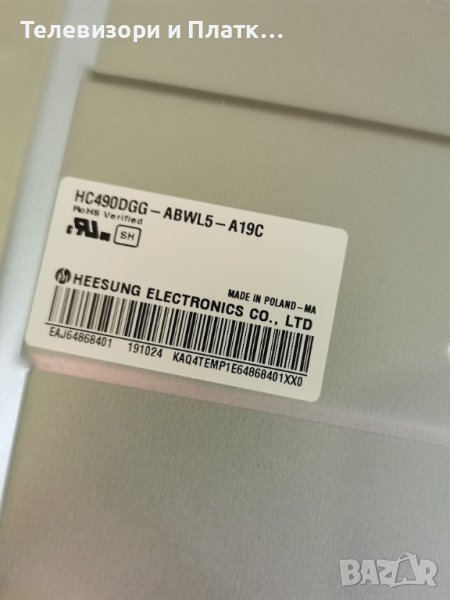 Телевизори и Платк...
HC490DGG-ABWL5-A19C
RoHS Verified
SH
MADE IN POLAND-MA
HEESUNG ELECTRONICS CO., LTD
EAJ64868401 191024 KAQ4TEMP1E64868401XX0
BAZAR